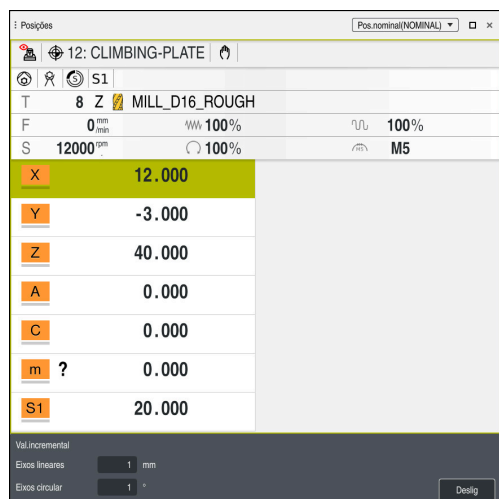 Posições Pos.nominal(NOMINAL)
12: CLIMBING-PLATE
S1
T 8 Z MILL_D16_ROUGH
F 0 mm/min 100% 100%
S 12000 rpm 100% M5
X 12.000
Y -3.000
Z 40.000
A 0.000
C 0.000
m ? 0.000
S1 20.000
Val.incremental
Eixos lineares 1 mm
Eixos circular 1 °
Deslig